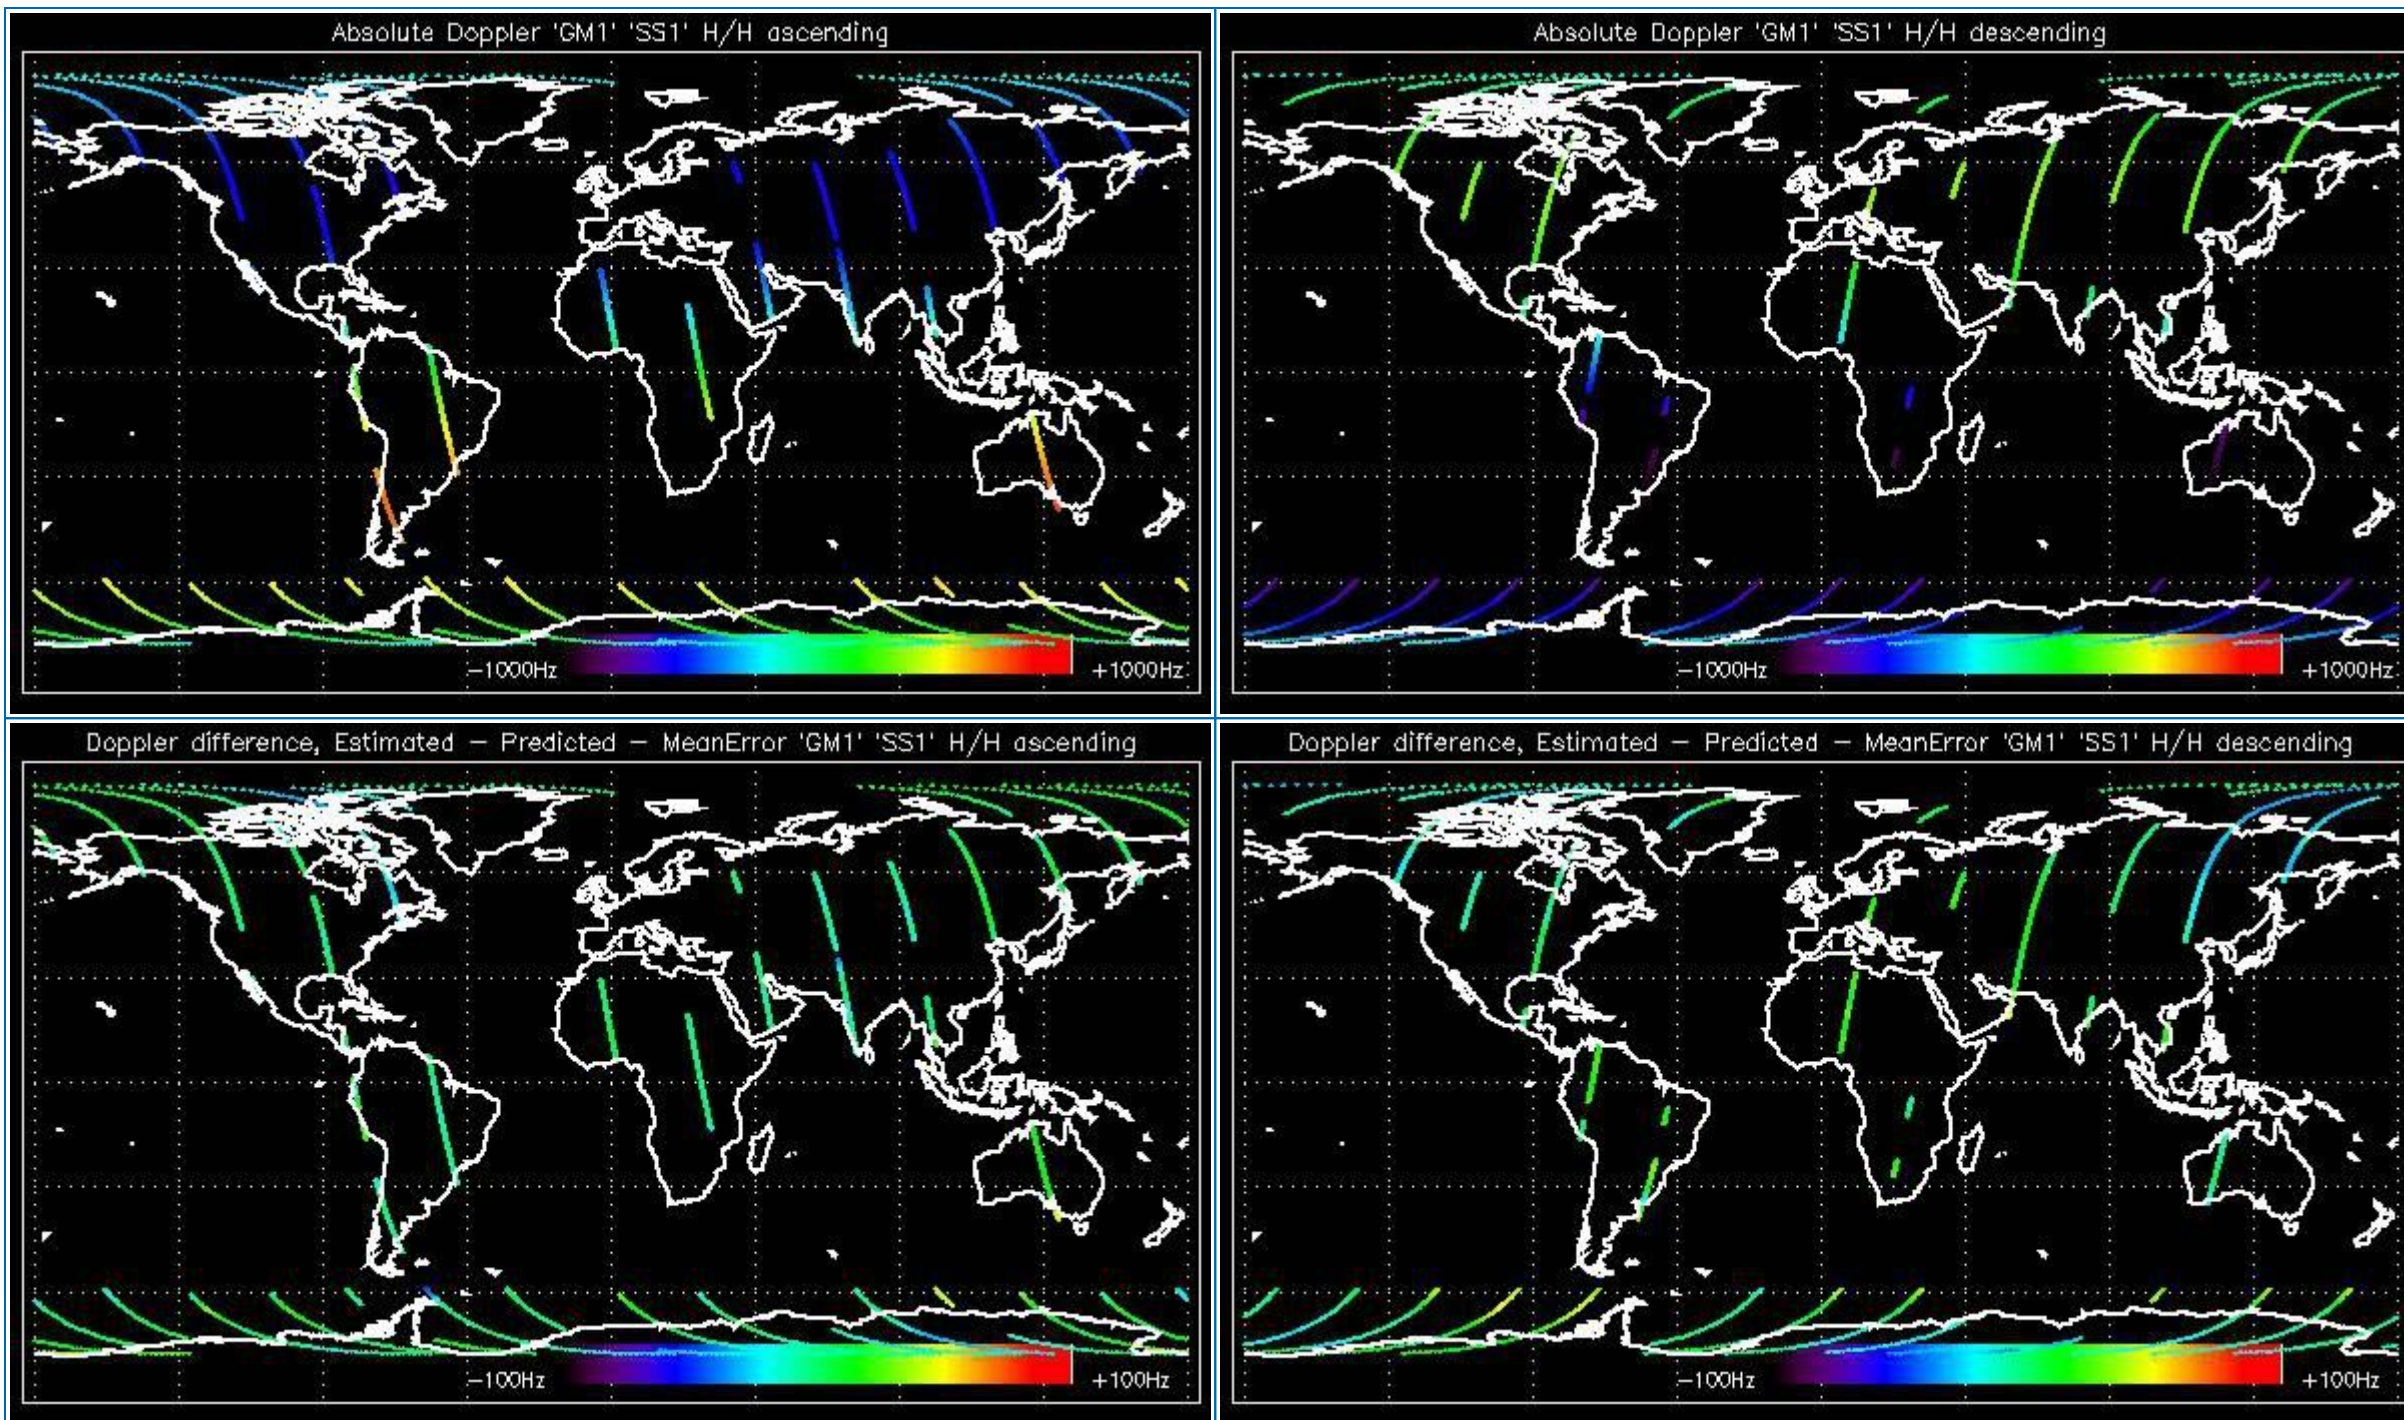 Absolute Doppler 'GM1' 'SS1' H/H ascending
-1000Hz
+1000Hz
Absolute Doppler 'GM1' 'SS1' H/H descending
-1000Hz
+1000Hz
Doppler difference, Estimated - Predicted - MeanError 'GM1' 'SS1' H/H ascending
-100Hz
+100Hz
Doppler difference, Estimated - Predicted - MeanError 'GM1' 'SS1' H/H descending
-100Hz
+100Hz